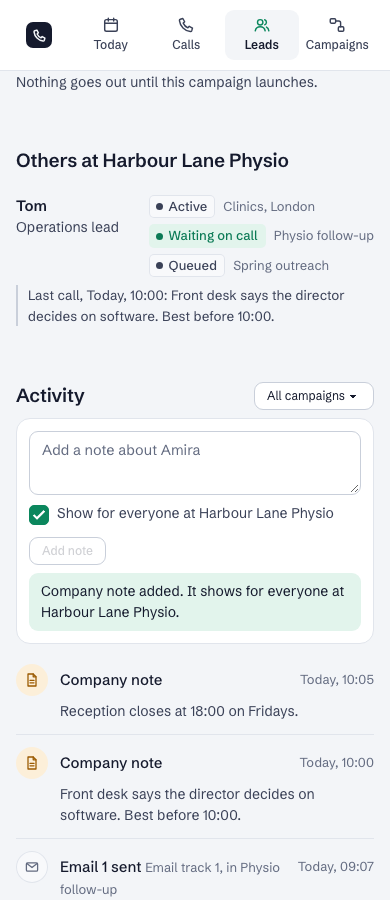 Today
Calls
Leads
Campaigns
Nothing goes out until this campaign launches.
Others at Harbour Lane Physio
Tom
Operations lead
Active Clinics, London
Waiting on call Physio follow-up
Queued Spring outreach
Last call, Today, 10:00: Front desk says the director
decides on software. Best before 10:00.
Activity
All campaigns
Add a note about Amira
Show for everyone at Harbour Lane Physio
Add note
Company note added. It shows for everyone at
Harbour Lane Physio.
Company note Today, 10:05
Reception closes at 18:00 on Fridays.
Company note Today, 10:00
Front desk says the director decides on
software. Best before 10:00.
Email 1 sent Email track 1, in Physio Today, 09:07
follow-up